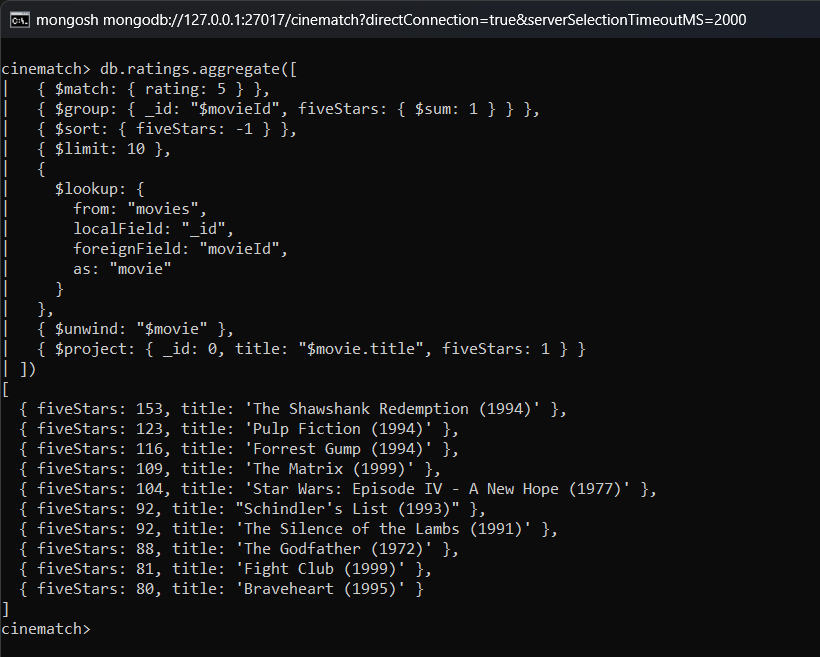 mongosh mongodb://127.0.0.1:27017/cinematch?directConnection=true&serverSelectionTimeoutMS=2000
cinematch> db.ratings.aggregate([
|   { $match: { rating: 5 } },
|   { $group: { _id: "$movieId", fiveStars: { $sum: 1 } } },
|   { $sort: { fiveStars: -1 } },
|   { $limit: 10 },
|   {
|     $lookup: {
|       from: "movies",
|       localField: "_id",
|       foreignField: "movieId",
|       as: "movie"
|     }
|   },
|   { $unwind: "$movie" },
|   { $project: { _id: 0, title: "$movie.title", fiveStars: 1 } }
| ])
[
  { fiveStars: 153, title: 'The Shawshank Redemption (1994)' },
  { fiveStars: 123, title: 'Pulp Fiction (1994)' },
  { fiveStars: 116, title: 'Forrest Gump (1994)' },
  { fiveStars: 109, title: 'The Matrix (1999)' },
  { fiveStars: 104, title: 'Star Wars: Episode IV - A New Hope (1977)' },
  { fiveStars: 92, title: "Schindler's List (1993)" },
  { fiveStars: 92, title: 'The Silence of the Lambs (1991)' },
  { fiveStars: 88, title: 'The Godfather (1972)' },
  { fiveStars: 81, title: 'Fight Club (1999)' },
  { fiveStars: 80, title: 'Braveheart (1995)' }
]
cinematch>